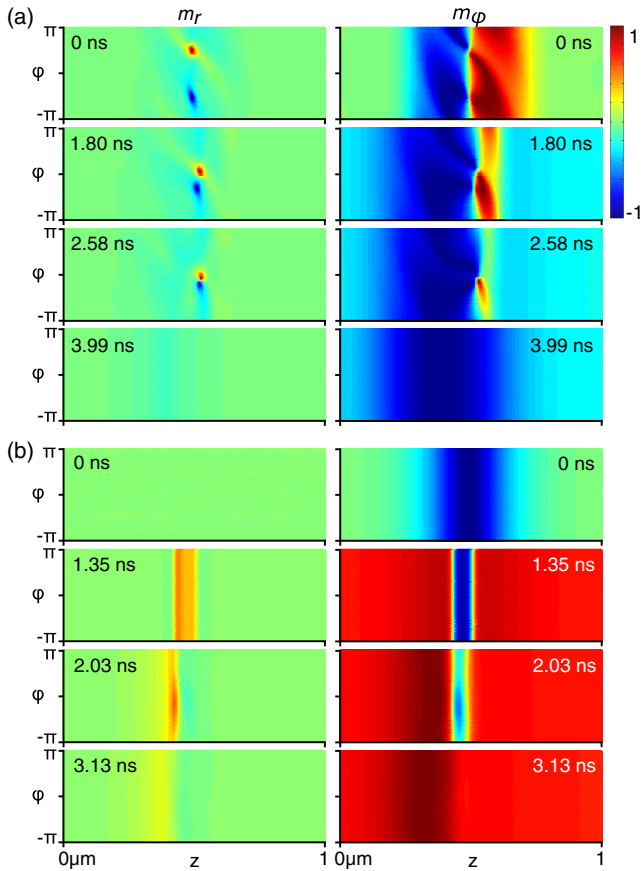 (a) m_r m_φ
π 0 ns 0 ns 1
φ
-π
π 1.80 ns 1.80 ns
φ
-π -1
π 2.58 ns 2.58 ns
φ
-π
π 3.99 ns 3.99 ns
φ
-π
(b) π 0 ns 0 ns
φ
-π
π 1.35 ns 1.35 ns
φ
-π
π 2.03 ns 2.03 ns
φ
-π
π 3.13 ns 3.13 ns
φ
-π
0μm z 1 0μm z 1